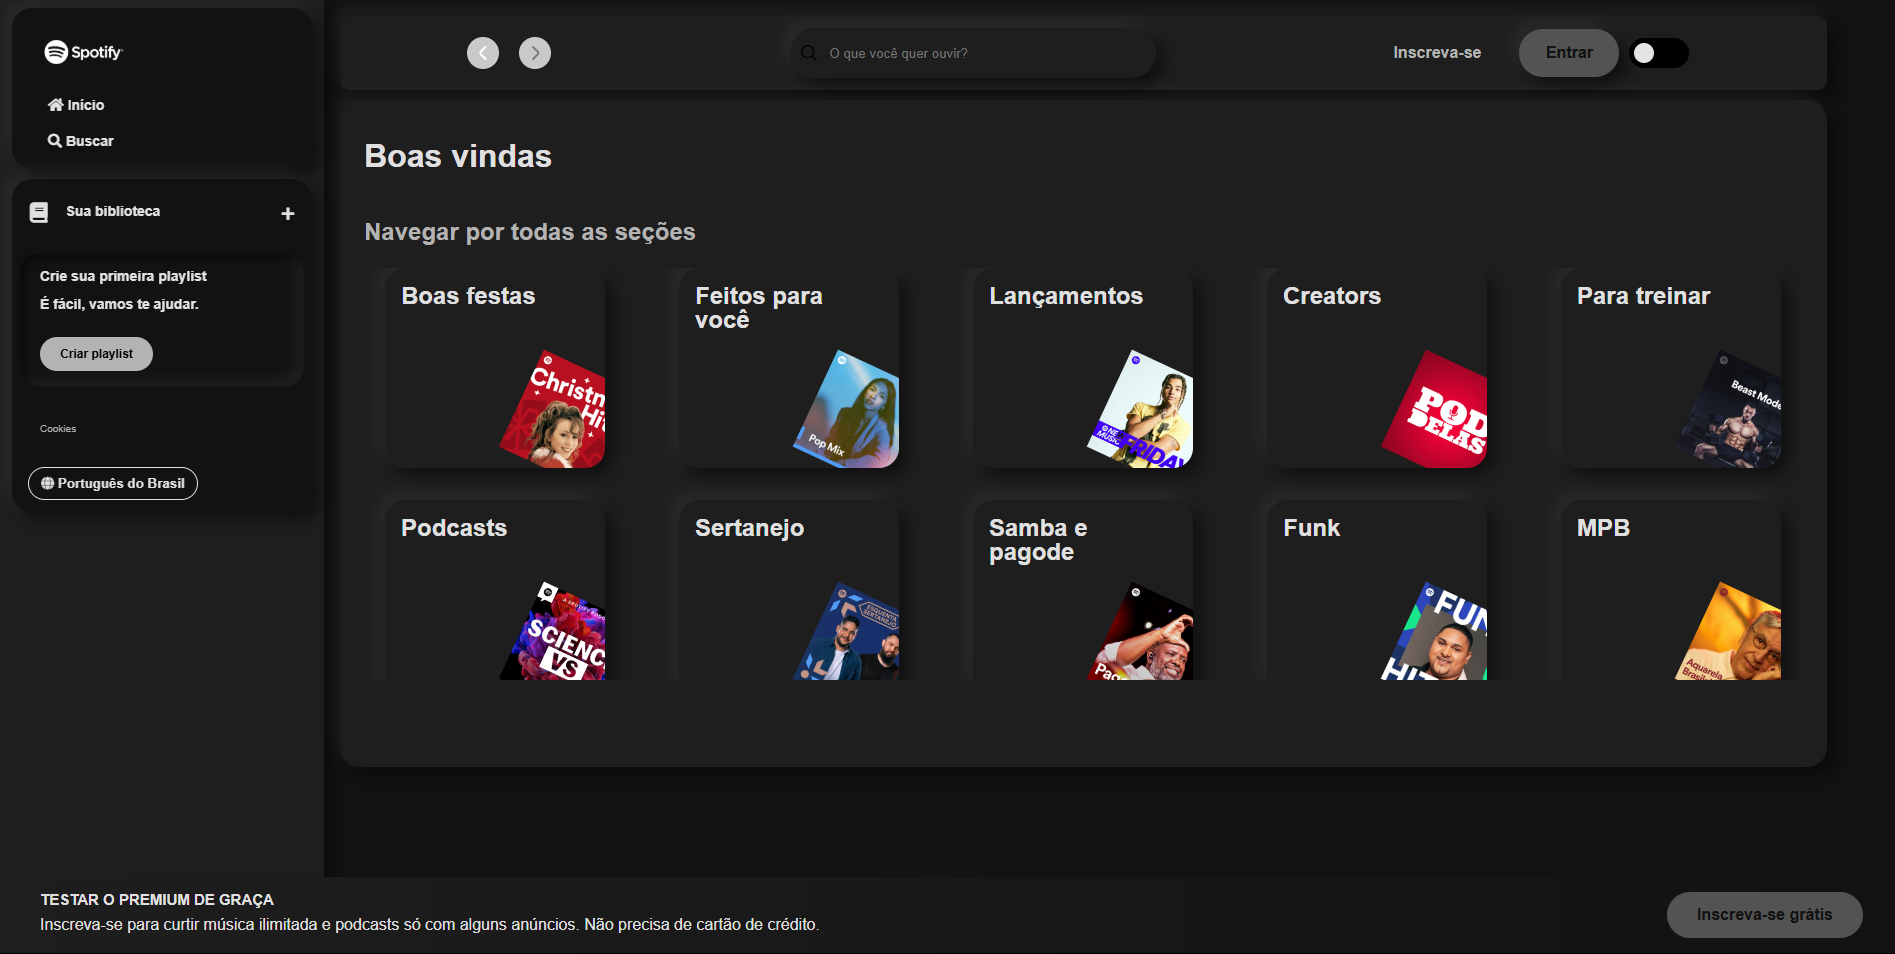 Spotify
Início
Buscar
Sua biblioteca
Crie sua primeira playlist
É fácil, vamos te ajudar.
Criar playlist
Cookies
Português do Brasil
O que você quer ouvir?
Inscreva-se
Entrar
Boas vindas
Navegar por todas as seções
Boas festas
Christm
Hi
Feitos para
você
Pop Mix
Lançamentos
ONE
MUSIC
FRIDAY
Creators
POD
DELAS
Para treinar
Beast Mode
Podcasts
SCIENC
VS
Sertanejo
ESQUENTA
SERTANEJO
Samba e
pagode
Pago
Funk
FUN
HIT
MPB
Aquarela
Brasil
TESTAR O PREMIUM DE GRAÇA
Inscreva-se para curtir música ilimitada e podcasts só com alguns anúncios. Não precisa de cartão de crédito.
Inscreva-se grátis